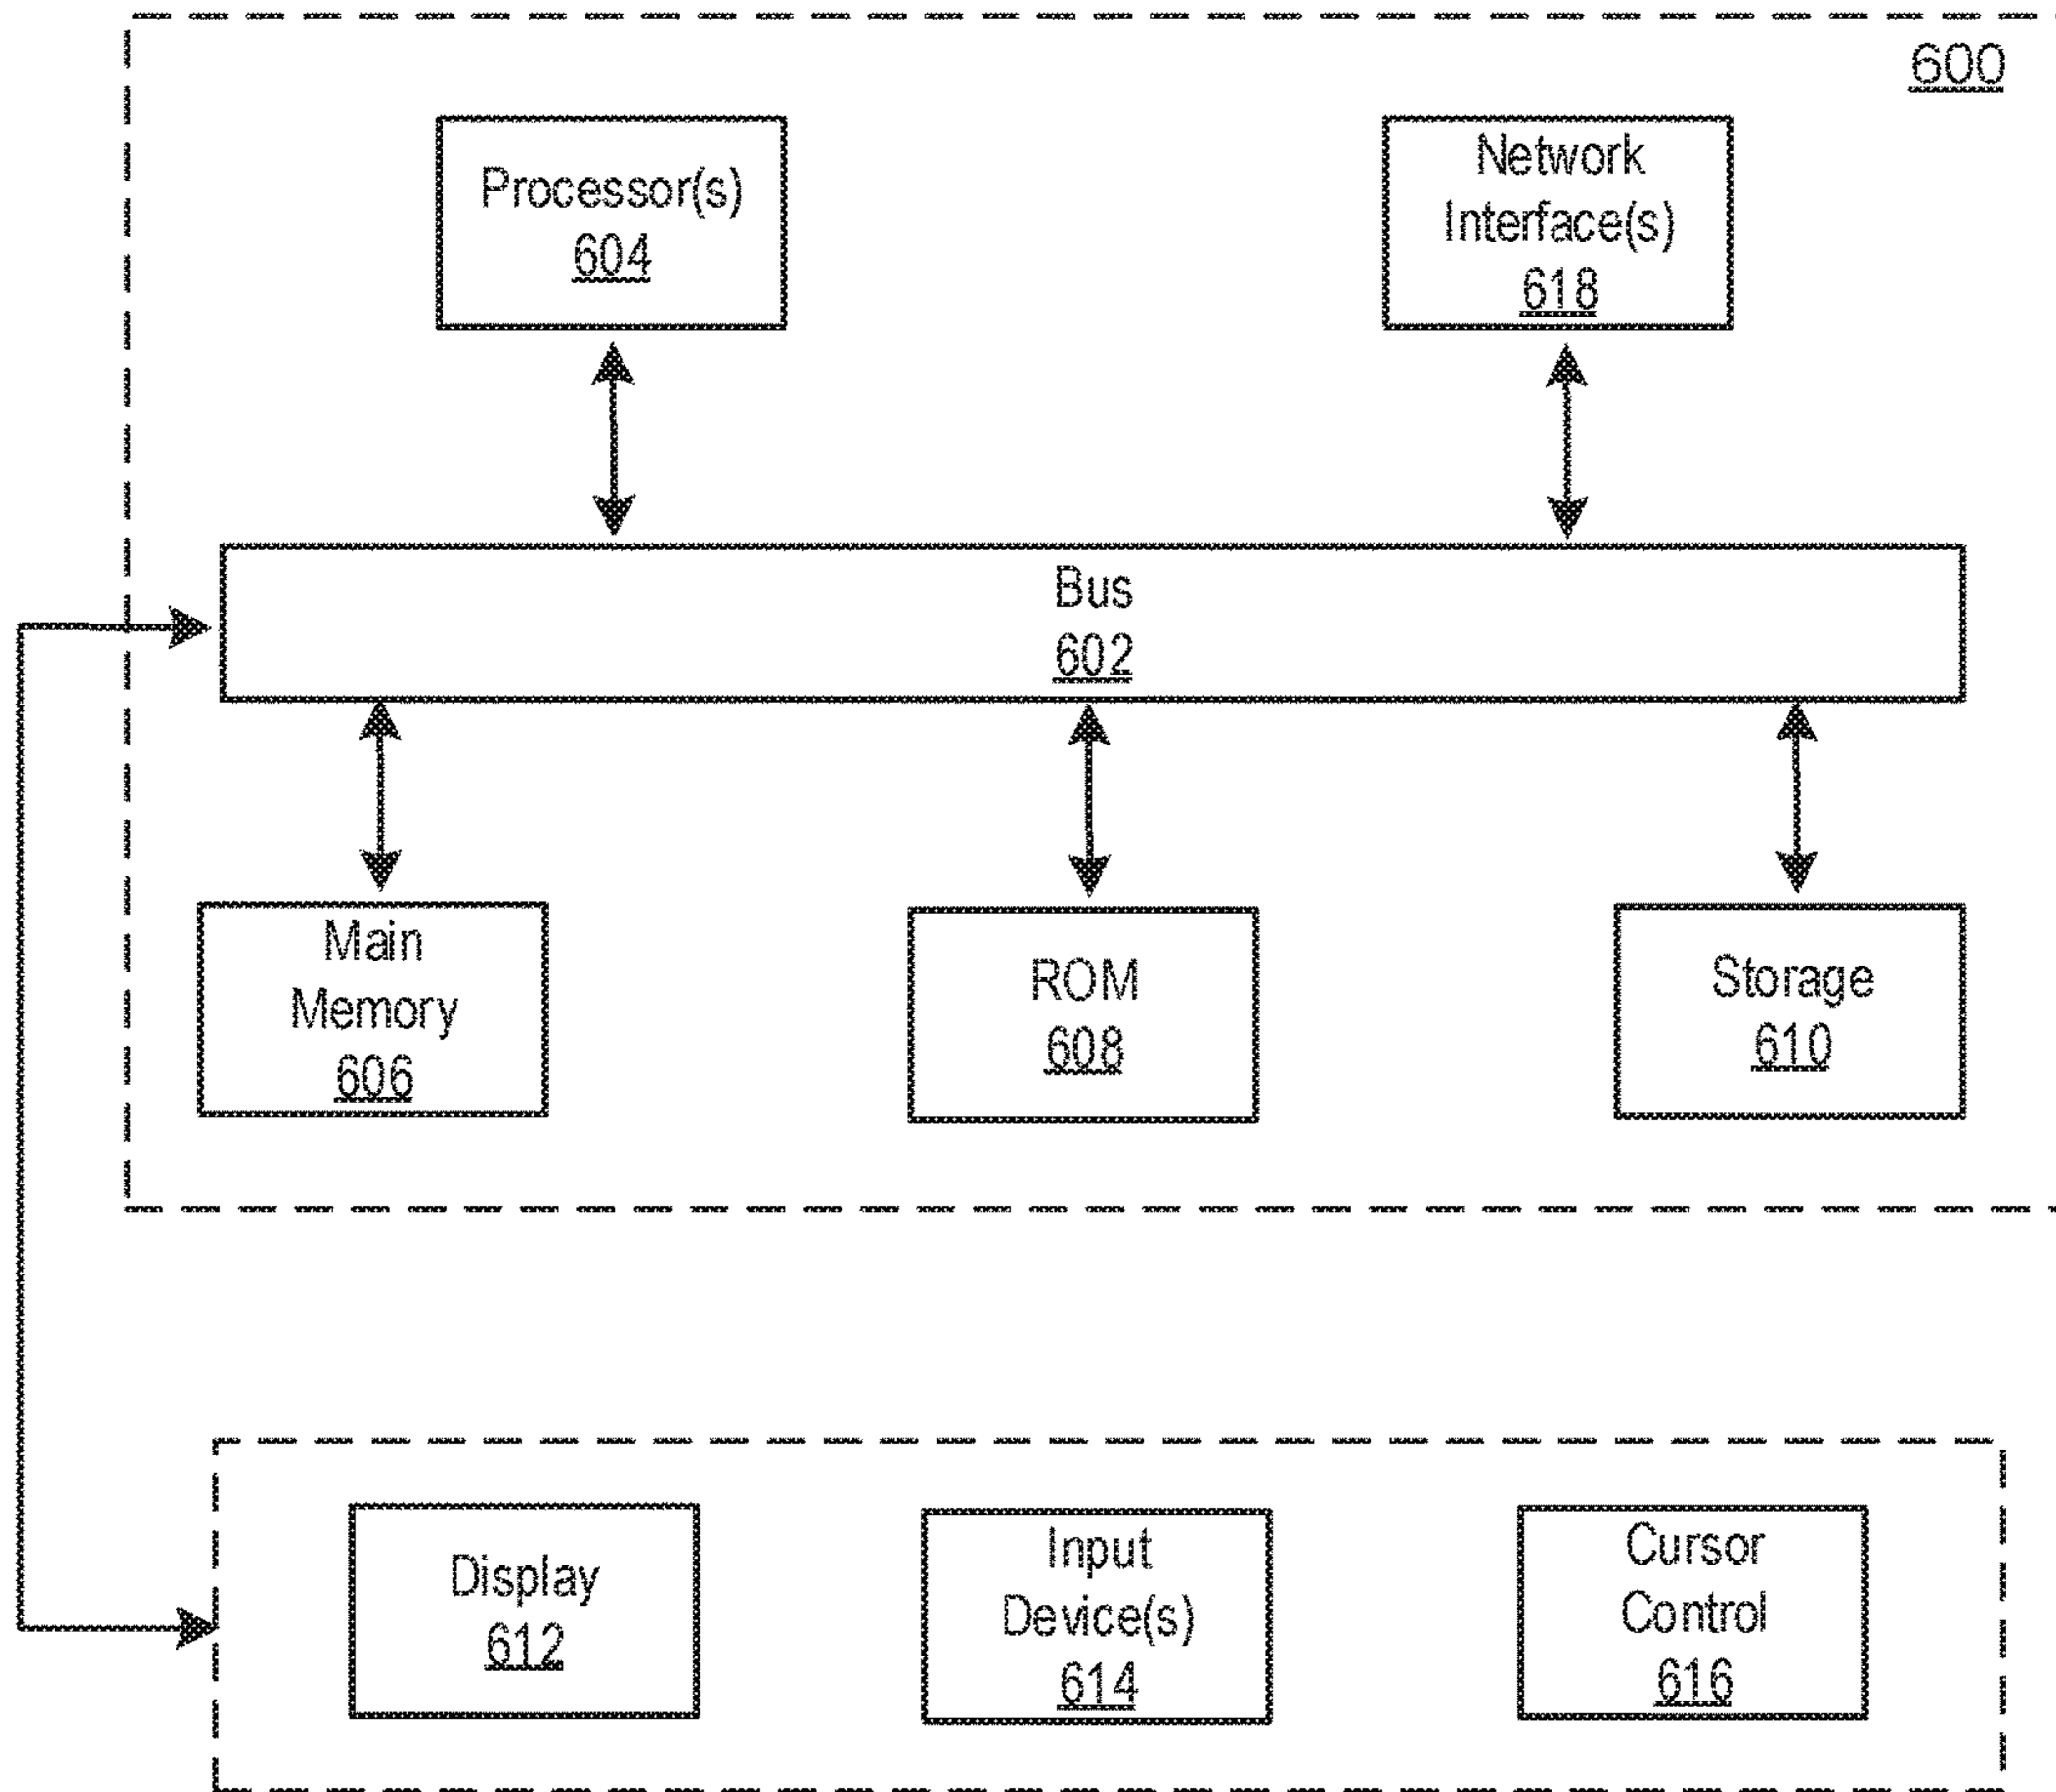 600
Processor(s)
604
Network
Interface(s)
618
Bus
602
Main
Memory
606
ROM
608
Storage
610
Display
612
Input
Device(s)
614
Cursor
Control
616